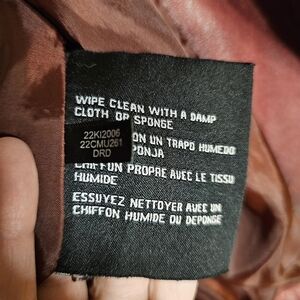 WIPE CLEAN WITH A DAMP
CLOTH OR SPONGE
22KI2006
22CMU261
DRD
ON UN TRAPO HUMEDO
PONJA
CHIFFON PROPRE AVEC LE TISSU
HUMIDE
ESSUYEZ NETTOYER AVEC UN
CHIFFON HUMIDE OU DEPONGE